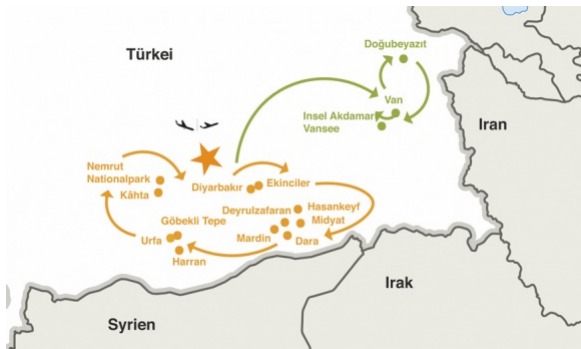 Türkei
Doğubeyazıt
Van
Insel Akdamar
Vansee
Iran
Nemrut
Nationalpark
Kâhta
Diyarbakır
Ekinciler
Deyrulzafaran
Hasankeyf
Midyat
Göbekli Tepe
Mardin
Dara
Urfa
Harran
Irak
Syrien